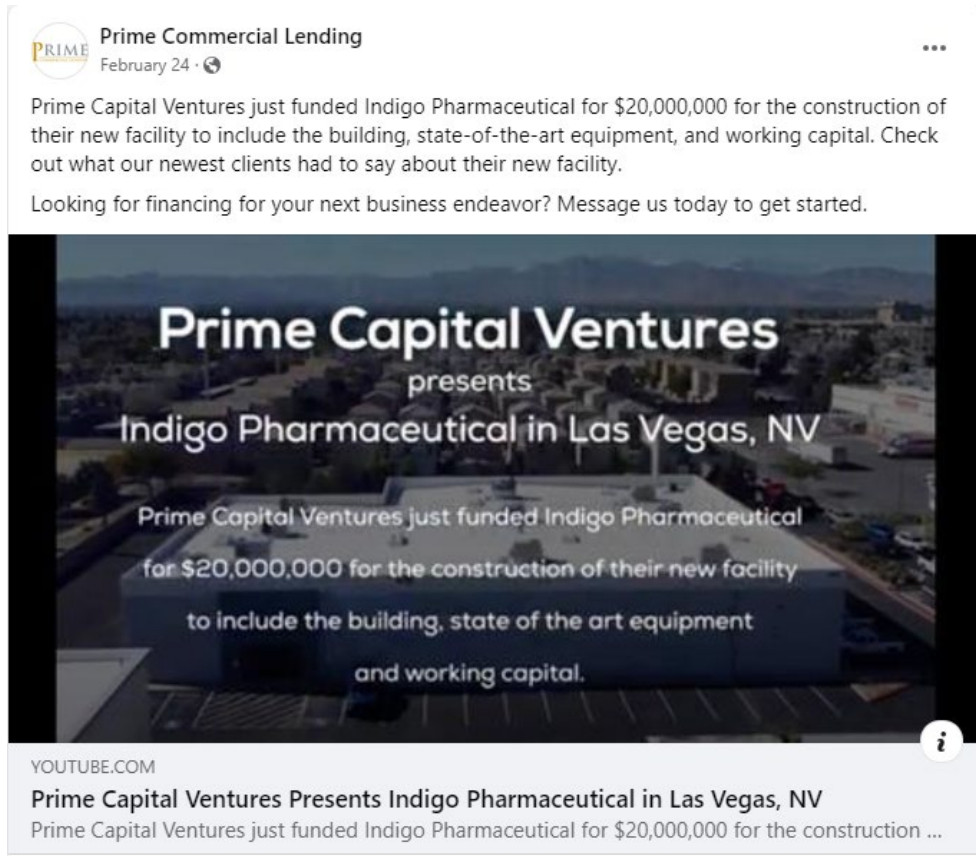 PRIME
Prime Commercial Lending
February 24 ·
Prime Capital Ventures just funded Indigo Pharmaceutical for $20,000,000 for the construction of
their new facility to include the building, state-of-the-art equipment, and working capital. Check
out what our newest clients had to say about their new facility.
Looking for financing for your next business endeavor? Message us today to get started.
Prime Capital Ventures
presents
Indigo Pharmaceutical in Las Vegas, NV
Prime Capital Ventures just funded Indigo Pharmaceutical
for $20,000,000 for the construction of their new facility
to include the building, state of the art equipment
and working capital.
i
YOUTUBE.COM
Prime Capital Ventures Presents Indigo Pharmaceutical in Las Vegas, NV
Prime Capital Ventures just funded Indigo Pharmaceutical for $20,000,000 for the construction ...